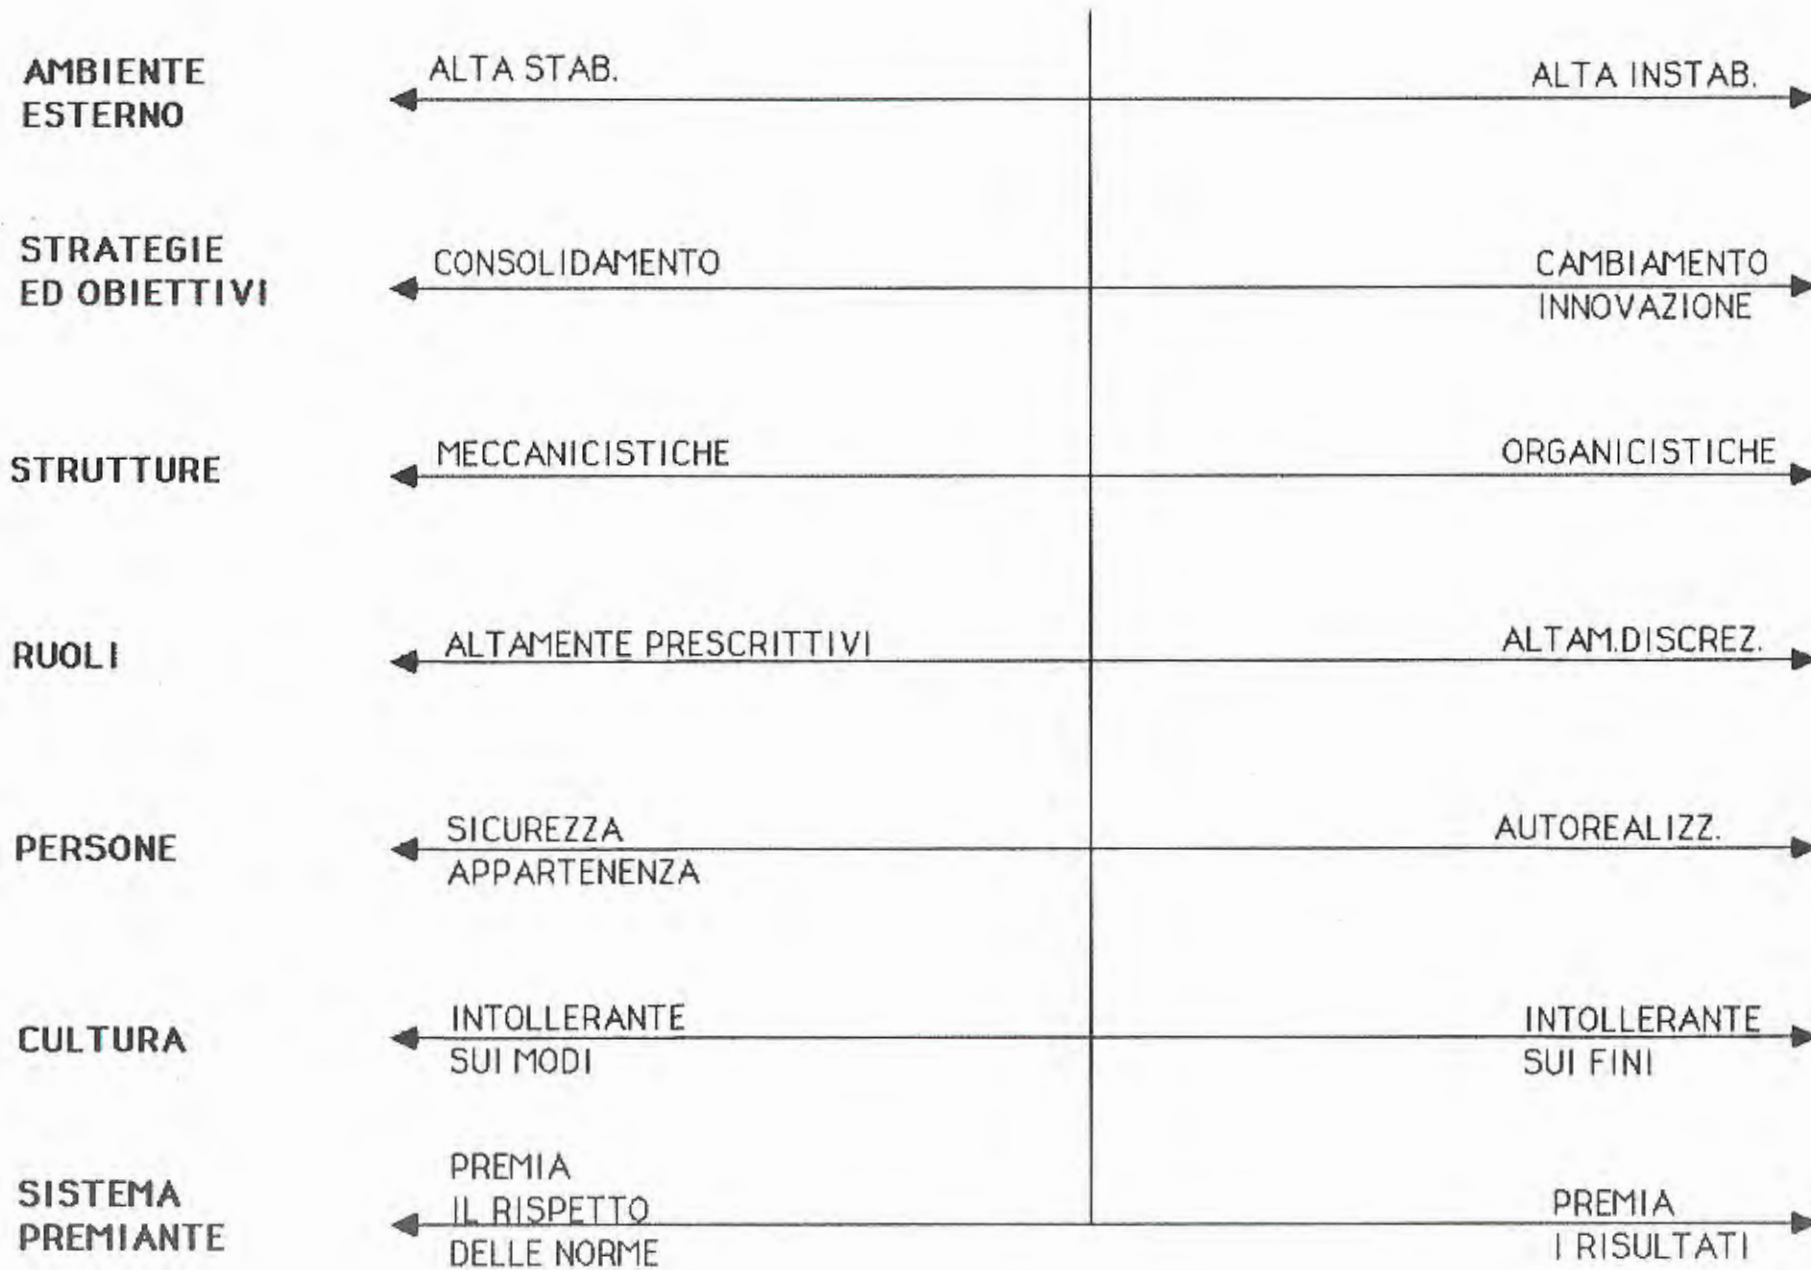 AMBIENTE
ESTERNO
ALTA STAB.
ALTA INSTAB.
STRATEGIE
ED OBIETTIVI
CONSOLIDAMENTO
CAMBIAMENTO
INNOVAZIONE
STRUTTURE
MECCANICISTICHE
ORGANICISTICHE
RUOLI
ALTAMENTE PRESCRITTIVI
ALTAM.DISCREZ.
PERSONE
SICUREZZA
APPARTENENZA
AUTOREALIZZ.
CULTURA
INTOLLERANTE
SUI MODI
INTOLLERANTE
SUI FINI
SISTEMA
PREMIANTE
PREMIA
IL RISPETTO
DELLE NORME
PREMIA
I RISULTATI